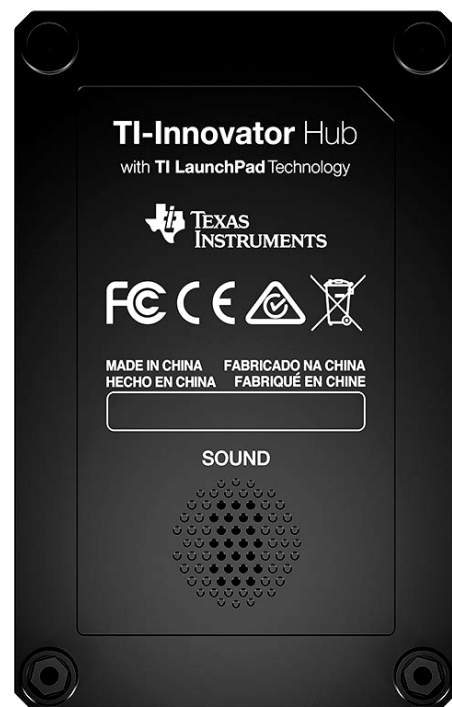 TI-Innovator Hub
with TI LaunchPad Technology
TEXAS
INSTRUMENTS
FC CE
MADE IN CHINA FABRICADO NA CHINA
HECHO EN CHINA FABRIQUÉ EN CHINE
SOUND